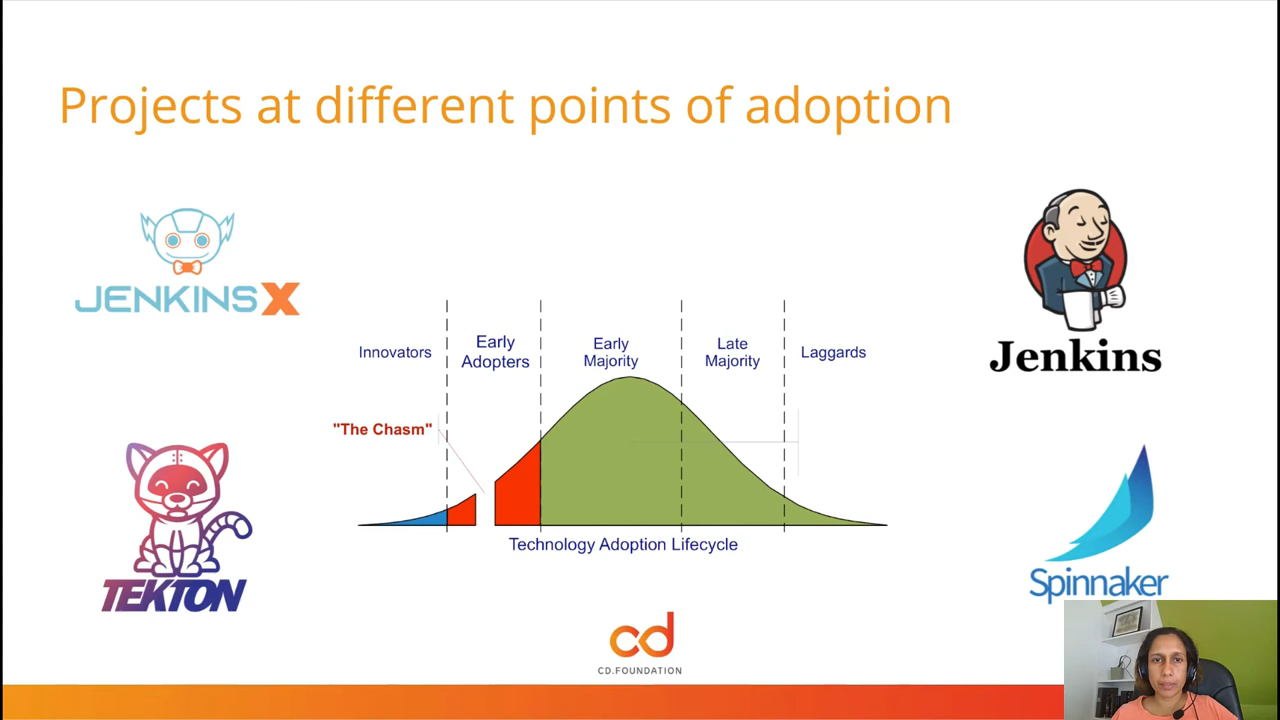 Projects at different points of adoption
JENKINS X
Jenkins
Innovators
Early
Adopters
Early
Majority
Late
Majority
Laggards
"The Chasm"
Technology Adoption Lifecycle
TEKTON
Spinnaker
cd
CD.FOUNDATION